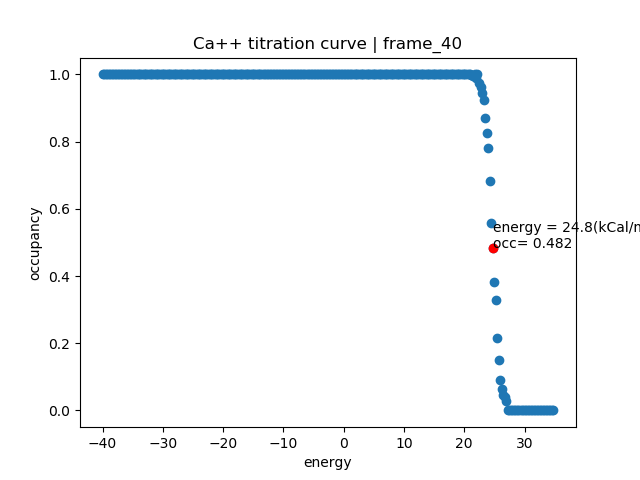 Ca++ titration curve | frame_40
1.0
0.8
0.6
0.4
0.2
0.0
occupancy
energy = 24.8(kCal/
occ= 0.482
−40
−30
−20
−10
0
10
20
30
energy